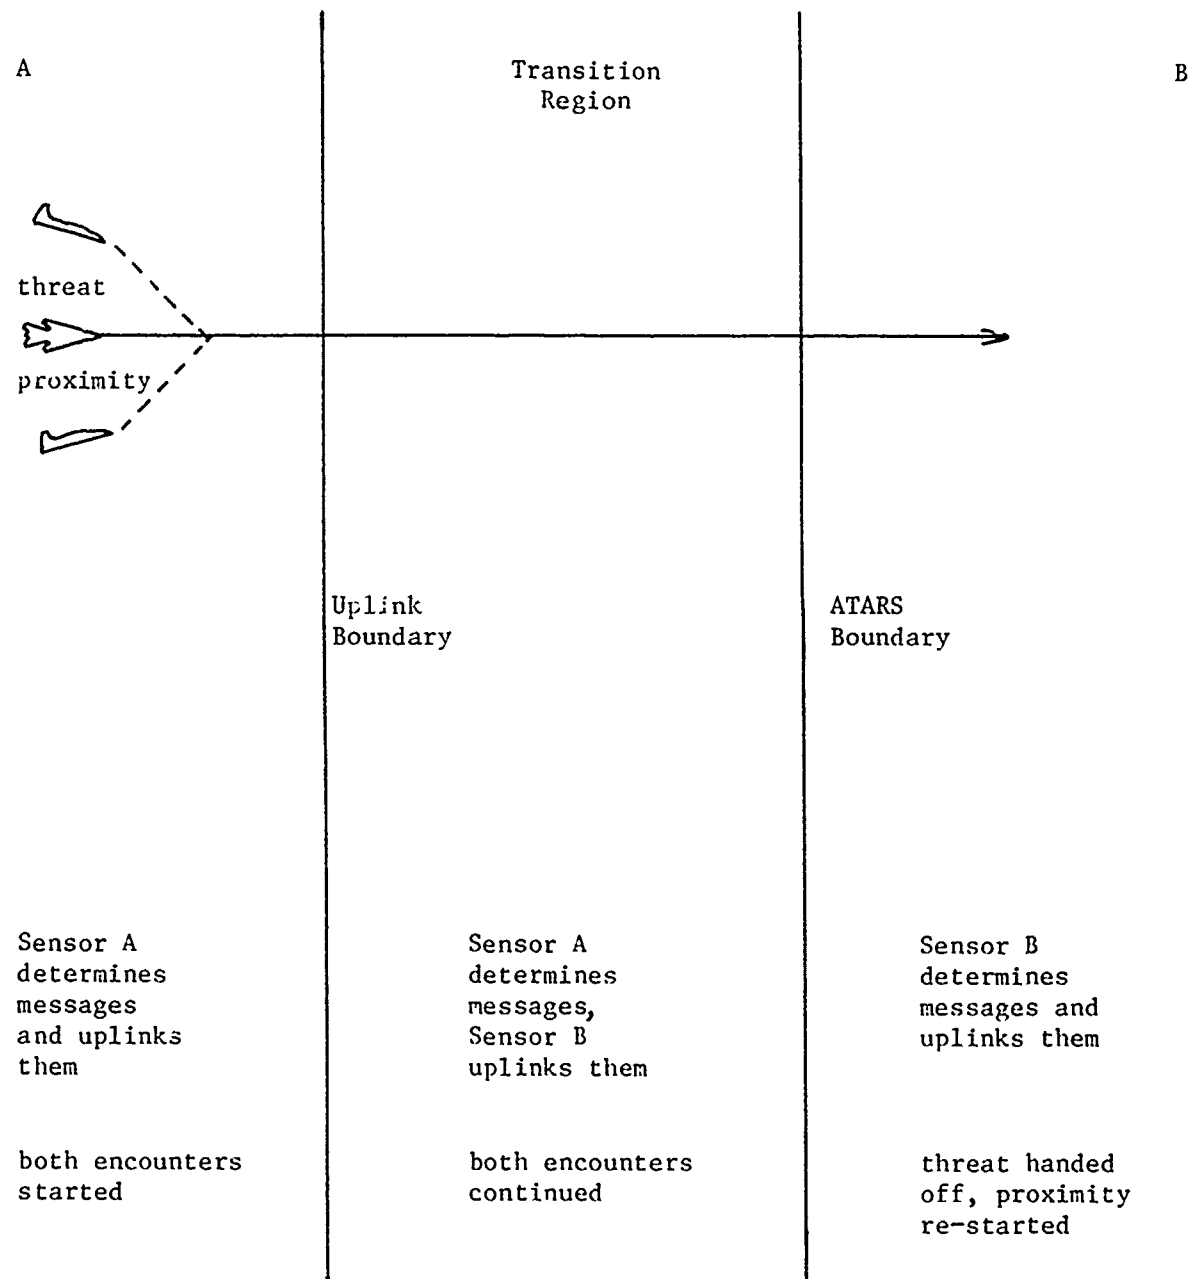 A
Transition
Region
B
threat
proximity
Uplink
Boundary
ATARS
Boundary
Sensor A
determines
messages
and uplinks
them
Sensor A
determines
messages,
Sensor B
uplinks them
Sensor B
determines
messages and
uplinks them
both encounters
started
both encounters
continued
threat handed
off, proximity
re-started